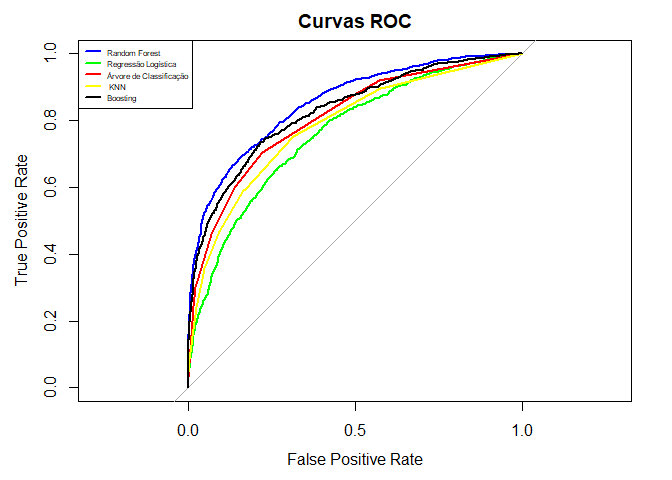 Curvas ROC
Random Forest
Regressão Logística
Árvore de Classificação
KNN
Boosting
True Positive Rate
1.0
0.8
0.6
0.4
0.2
0.0
0.0 0.5 1.0
False Positive Rate